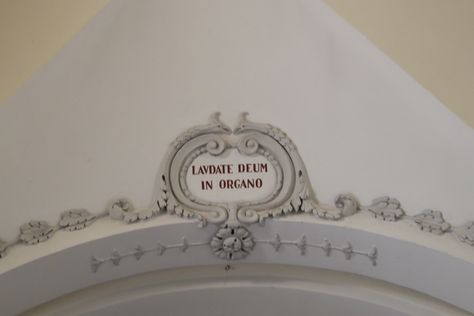 LAVDATE DEUM
IN ORGANO